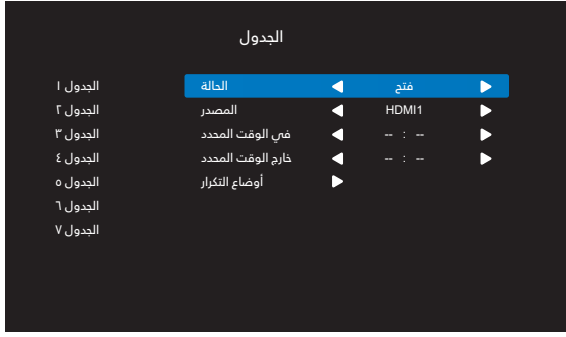 الجدول
الجدول ١
الجدول ٢
الجدول ٣
الجدول ٤
الجدول ٥
الجدول ٦
الجدول ٧
الحالة فتح
المصدر HDMI1
في الوقت المحدد -- : --
خارج الوقت المحدد -- : --
أوضاع التكرار